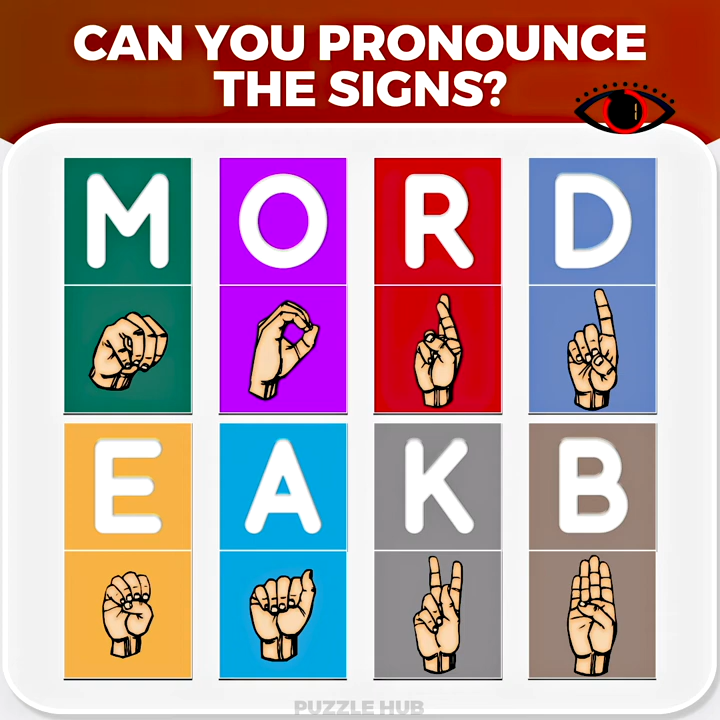 CAN YOU PRONOUNCE
THE SIGNS?
M O R D
E A K B
PUZZLE HUB